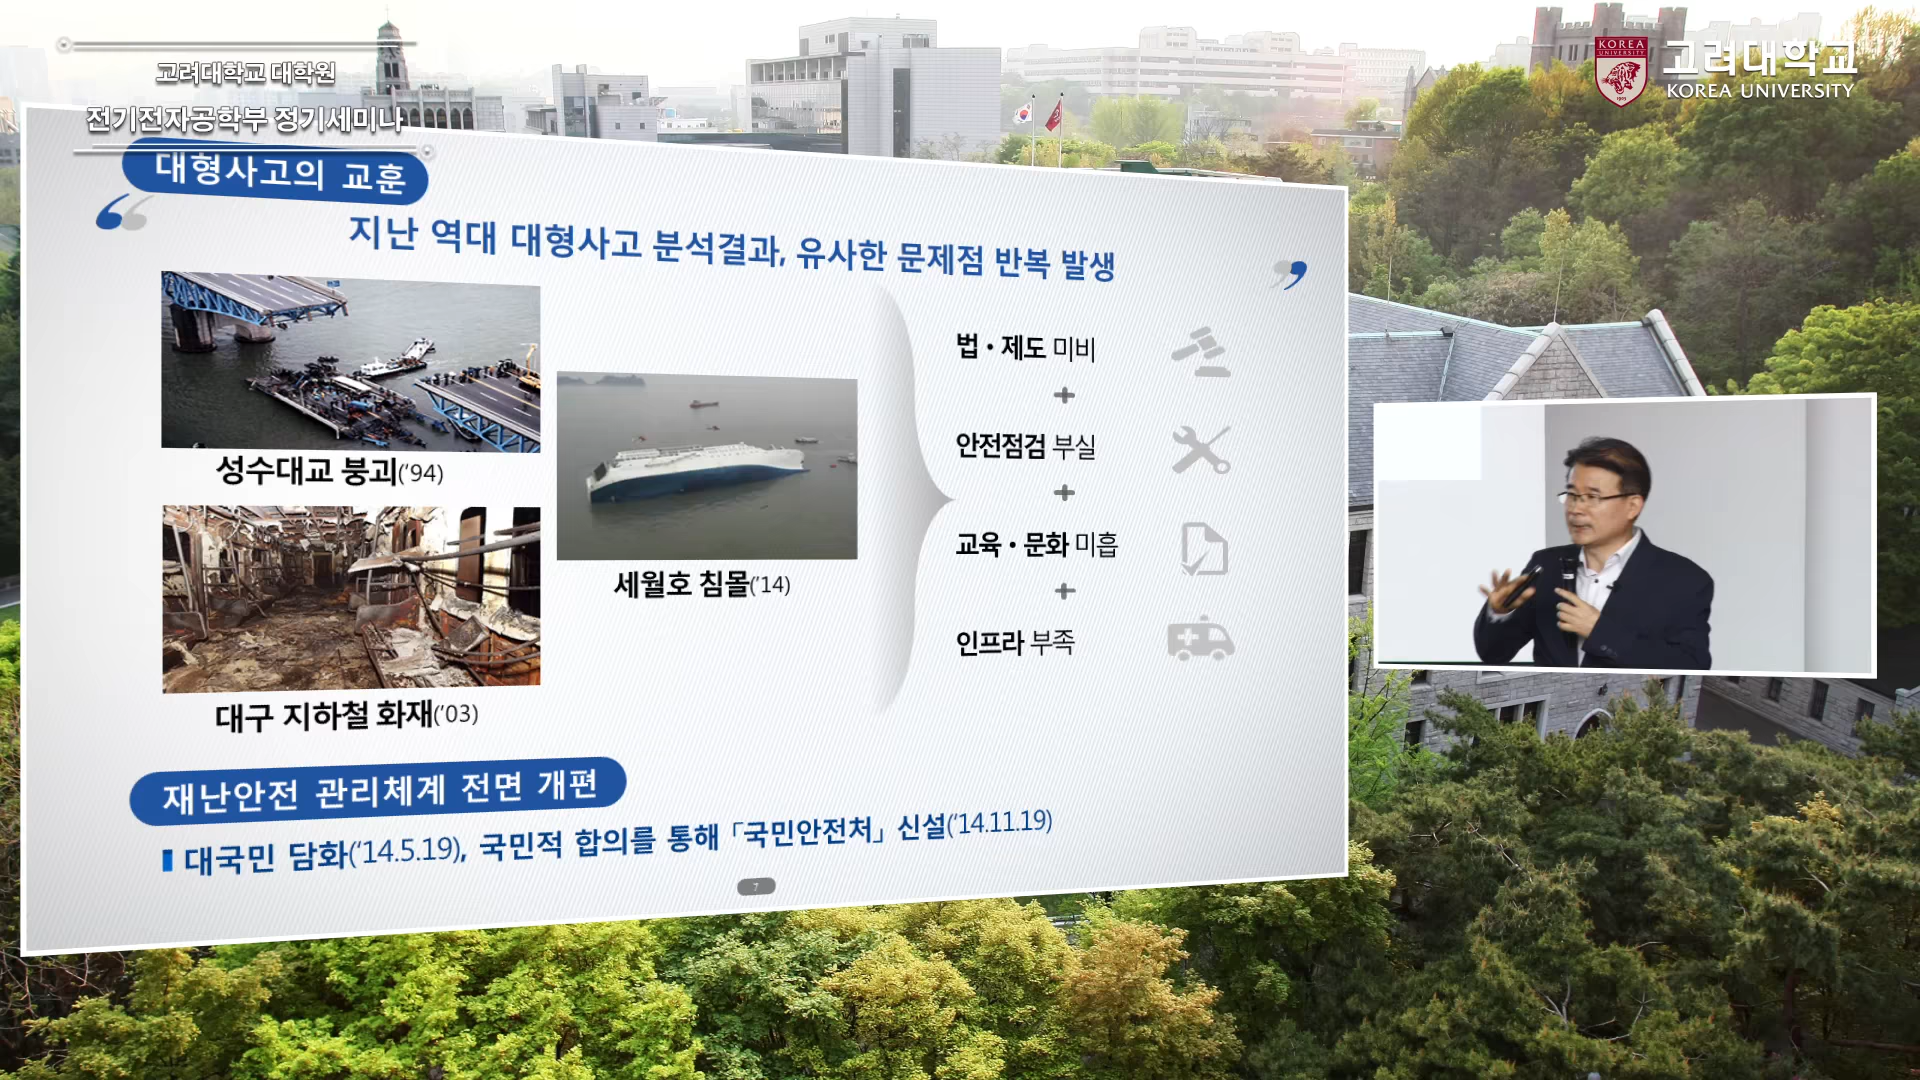 고려대학교 대학원
전기전자공학부 정기세미나
KOREA
UNIVERSITY
1905
고려대학교
KOREA UNIVERSITY
대형사고의 교훈
지난 역대 대형사고 분석결과, 유사한 문제점 반복 발생
성수대교 붕괴('94)
대구 지하철 화재('03)
세월호 침몰('14)
법・제도 미비
+
안전점검 부실
+
교육・문화 미흡
+
인프라 부족
재난안전 관리체계 전면 개편
대국민 담화('14.5.19), 국민적 합의를 통해 「국민안전처」 신설('14.11.19)
7